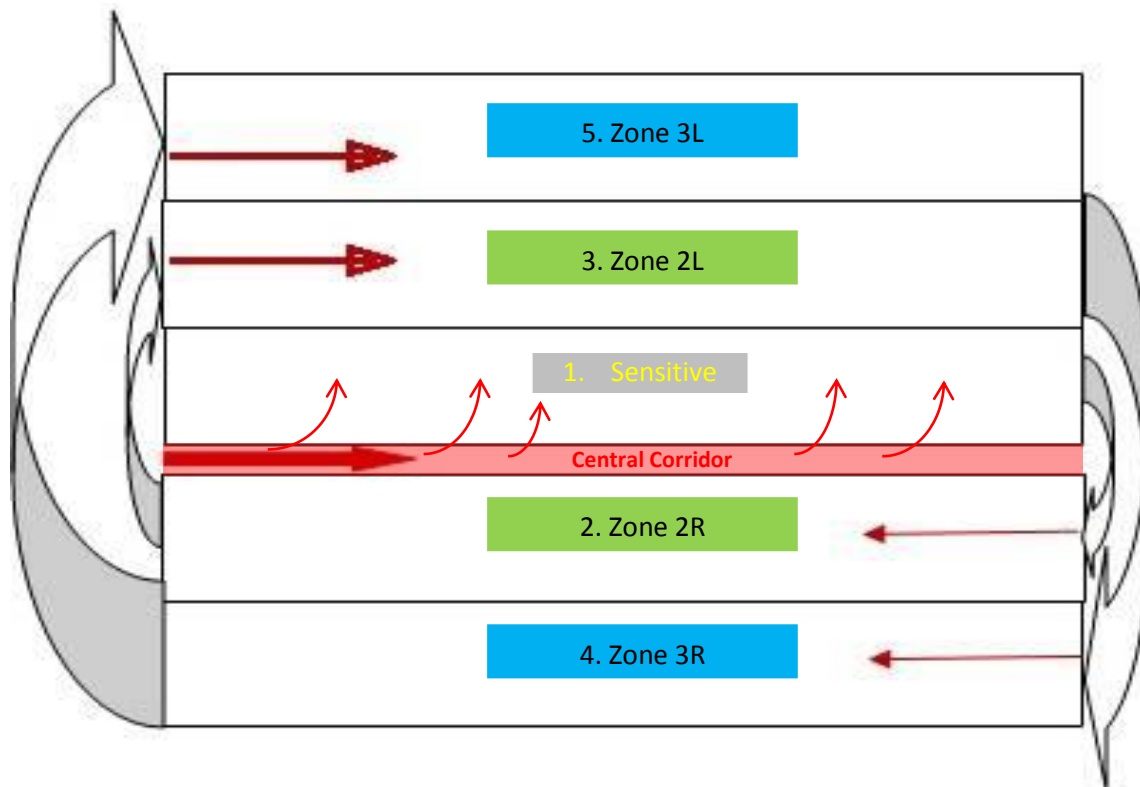 5. Zone 3L
3. Zone 2L
1. Sensitive
Central Corridor
2. Zone 2R
4. Zone 3R